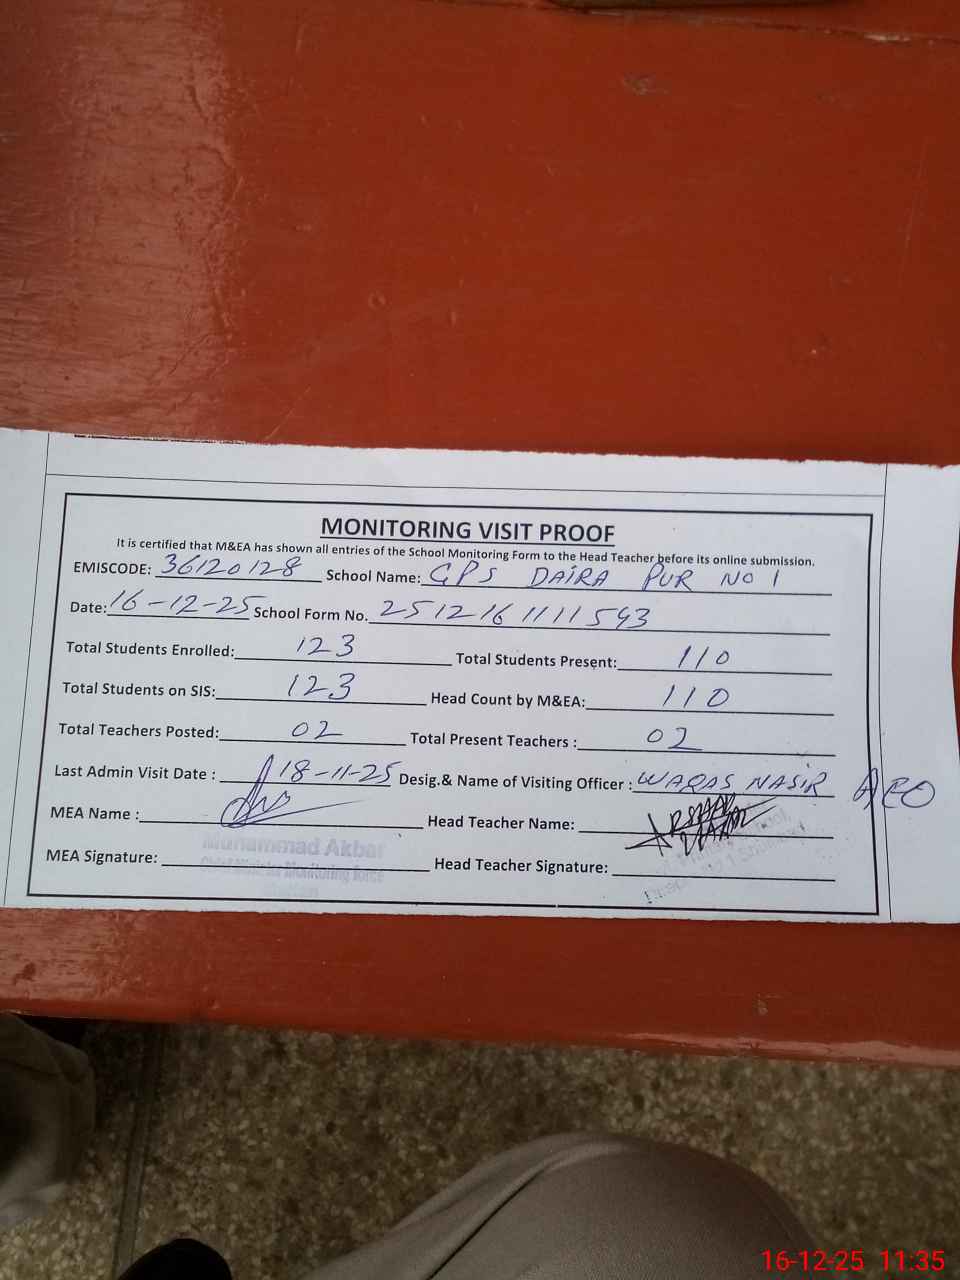 MONITORING VISIT PROOF
It is certified that M&EA has shown all entries of the School Monitoring Form to the Head Teacher before its online submission.
EMISCODE: 36120128 School Name: GPS DAIRA PUR NO 1
Date: 16-12-25 School Form No. 2512161111543
Total Students Enrolled: 123 Total Students Present: 110
Total Students on SIS: 123 Head Count by M&EA: 110
Total Teachers Posted: 02 Total Present Teachers : 02
Last Admin Visit Date : 18-11-25 Desig.& Name of Visiting Officer : WAQAS NASIR AEO
MEA Name : Head Teacher Name:
Muhammad Akbar
MEA Signature: Head Teacher Signature:
16-12-25 11:35